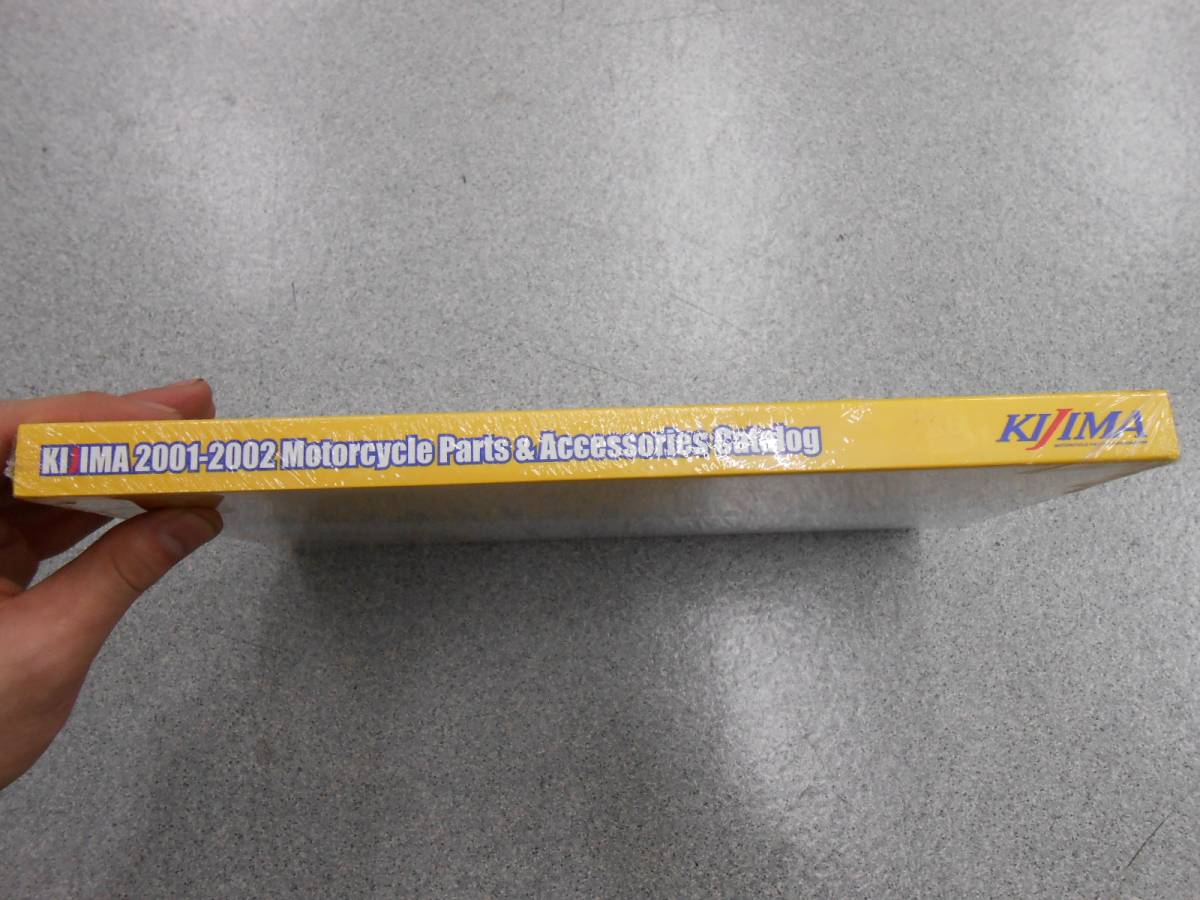 KIJIMA 2001-2002 Motorcycle Parts & Accessories Catalog
KIJIMA